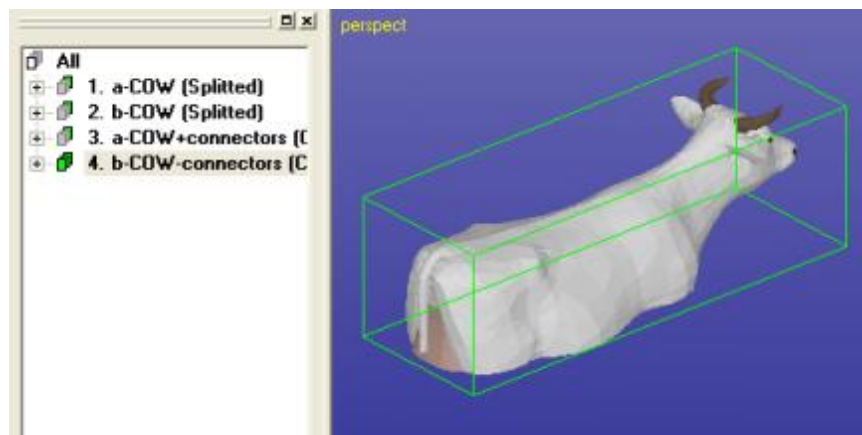 All
1. a-COW (Splitted)
2. b-COW (Splitted)
3. a-COW+connectors (C
4. b-COW-connectors (C
perspect